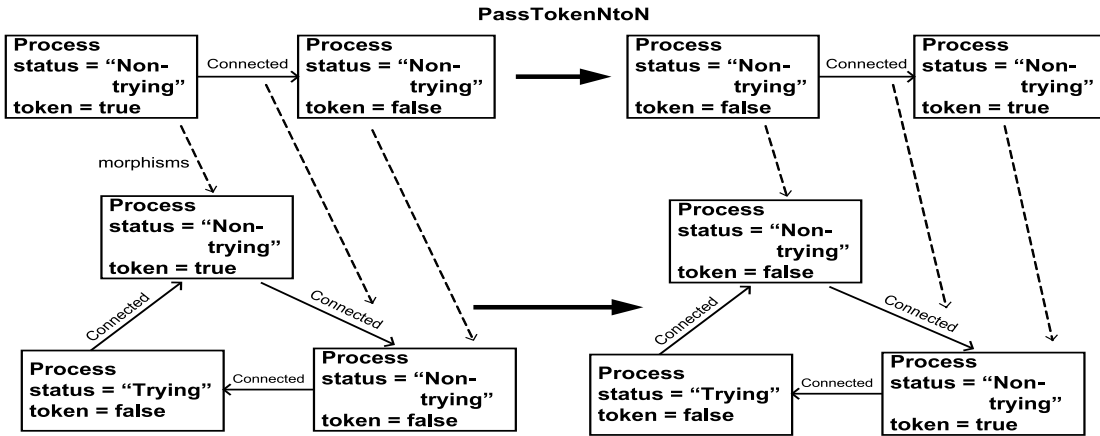 PassTokenNtoN
Process
status = “Non-
trying”
token = true
Connected
Process
status = “Non-
trying”
token = false
Process
status = “Non-
trying”
token = false
Connected
Process
status = “Non-
trying”
token = true
morphisms
Process
status = “Non-
trying”
token = true
Process
status = “Non-
trying”
token = false
Connected
Connected
Connected
Connected
Process
status = “Trying”
token = false
Connected
Process
status = “Non-
trying”
token = false
Process
status = “Trying”
token = false
Connected
Process
status = “Non-
trying”
token = true